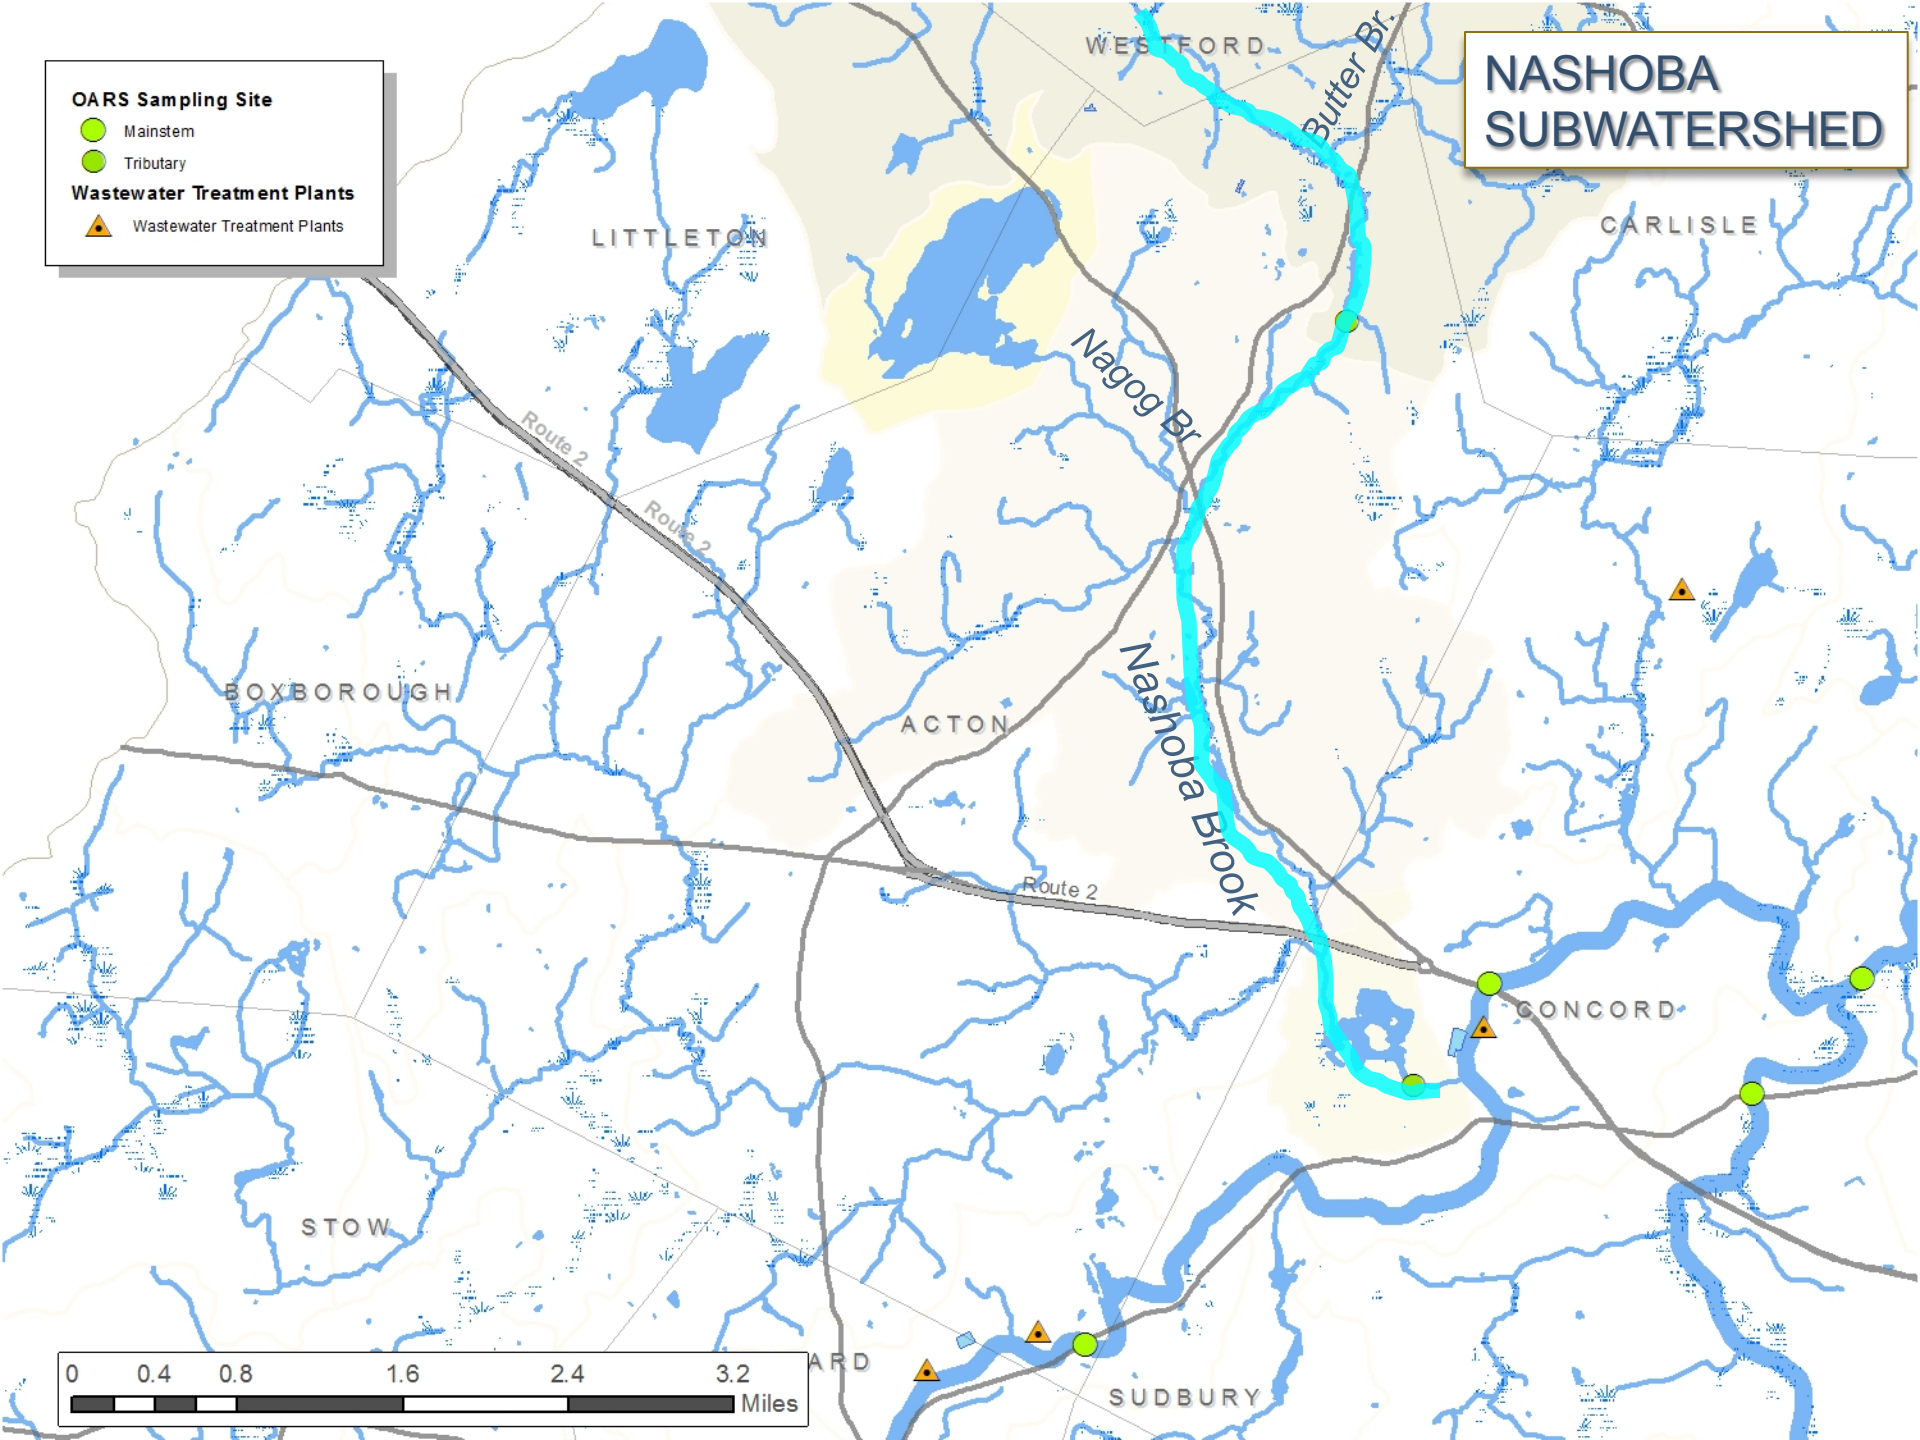 OARS Sampling Site
Mainstem
Tributary
Wastewater Treatment Plants
Wastewater Treatment Plants
WESTFORD
Butter Br.
NASHOBA
SUBWATERSHED
LITTLETON
CARLISLE
Nagog Br
Route 2
Route 2
BOXBOROUGH
ACTON
Nashoba Brook
Route 2
CONCORD
STOW
ARD
SUDBURY
0 0.4 0.8 1.6 2.4 3.2
Miles